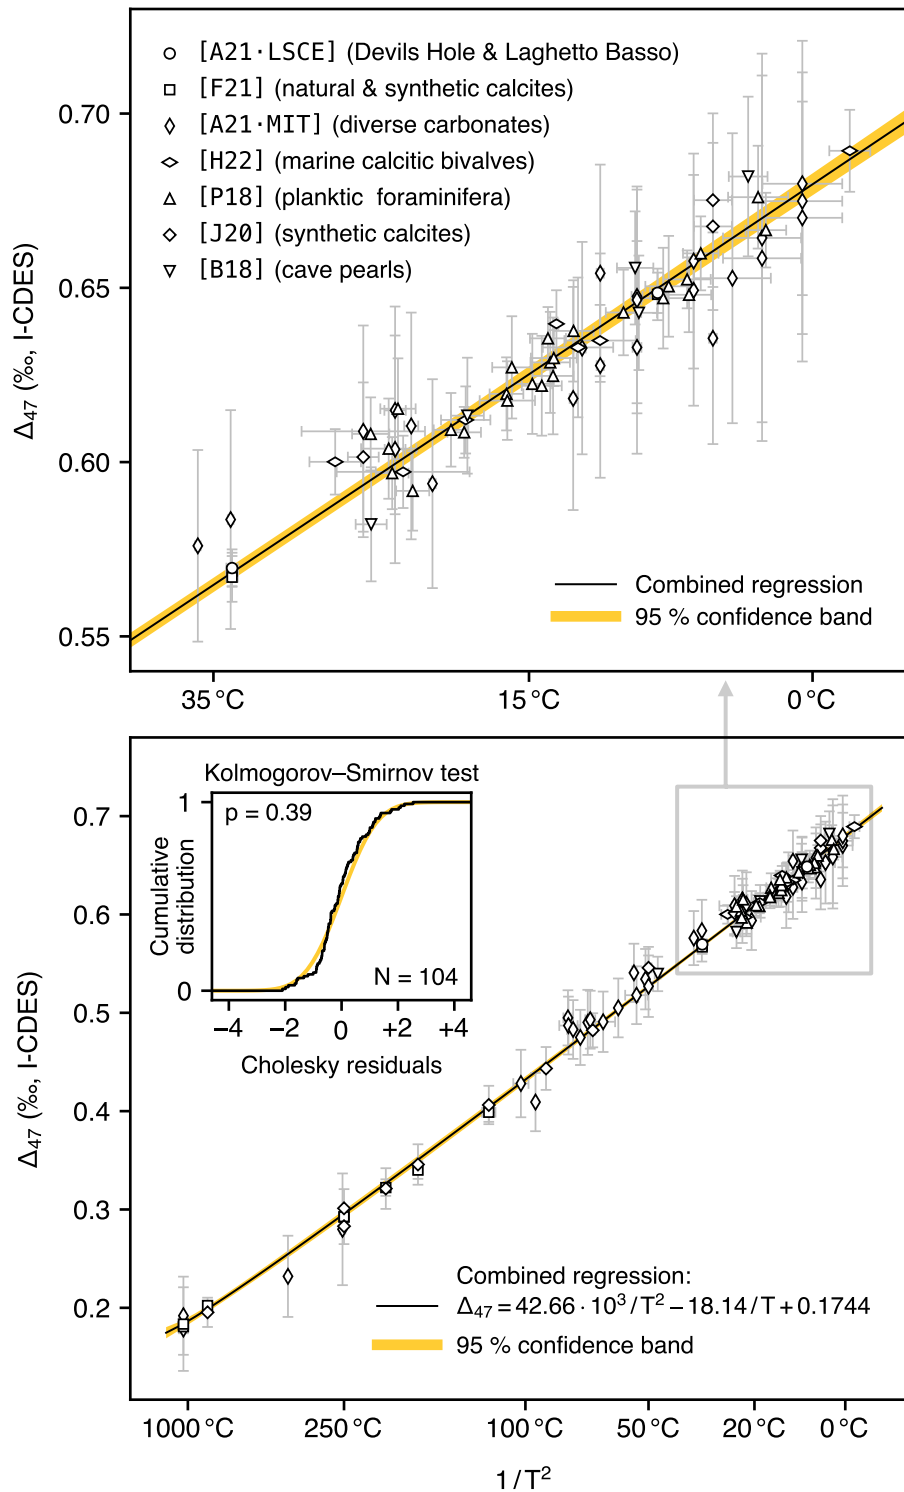 [A21·LSCE] (Devils Hole & Laghetto Basso)
[F21] (natural & synthetic calcites)
[A21·MIT] (diverse carbonates)
[H22] (marine calcitic bivalves)
[P18] (planktic foraminifera)
[J20] (synthetic calcites)
[B18] (cave pearls)
0.70
0.65
0.60
0.55
Δ47 (‰, I-CDES)
Combined regression
95 % confidence band
35 °C
15 °C
0 °C
Kolmogorov–Smirnov test
p = 0.39
N = 104
1
0
Cumulative
distribution
−4
−2
0
+2
+4
Cholesky residuals
0.7
0.6
0.5
0.4
0.3
0.2
Δ47 (‰, I-CDES)
Combined regression:
Δ47 = 42.66 · 10³ / T² − 18.14 / T + 0.1744
95 % confidence band
1000 °C
250 °C
100 °C
50 °C
20 °C
0 °C
1 / T²